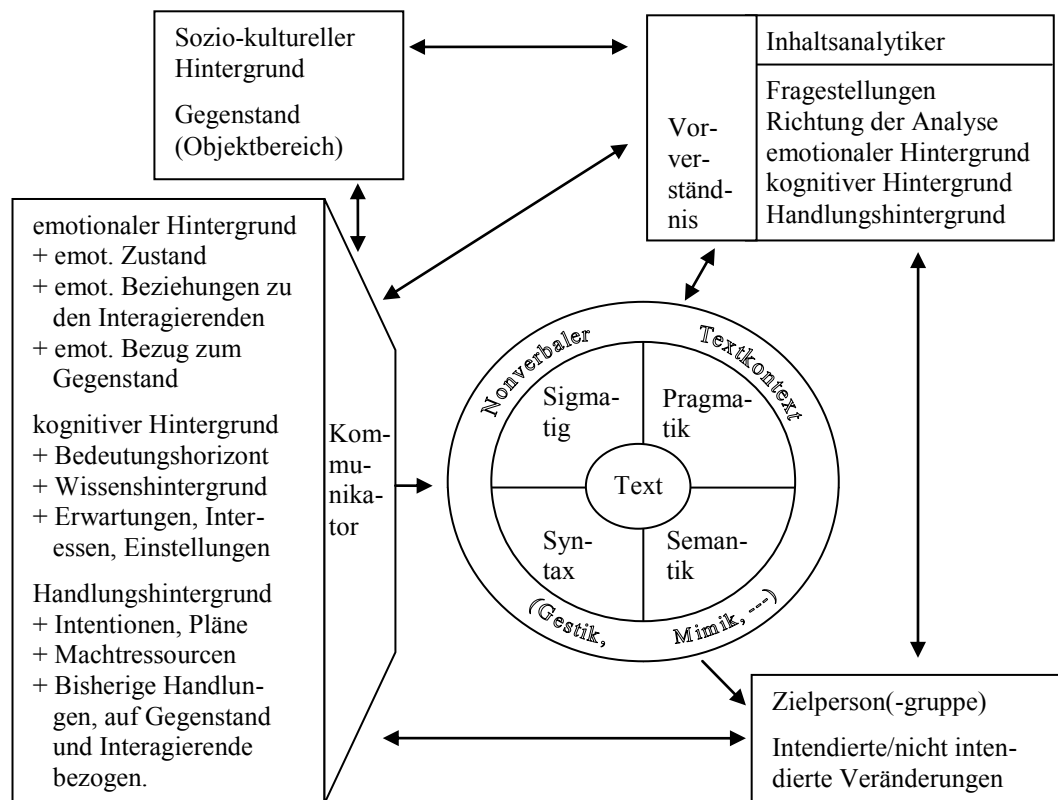 Sozio-kultureller
Hintergrund
Gegenstand
(Objektbereich)
Vor-
ver-
ständ-
nis
Inhaltsanalytiker
Fragestellungen
Richtung der Analyse
emotionaler Hintergrund
kognitiver Hintergrund
Handlungshintergrund
emotionaler Hintergrund
+ emot. Zustand
+ emot. Beziehungen zu
den Interagierenden
+ emot. Bezug zum
Gegenstand
kognitiver Hintergrund
+ Bedeutungshorizont
+ Wissenshintergrund
+ Erwartungen, Inter-
essen, Einstellungen
Handlungshintergrund
+ Intentionen, Pläne
+ Machtressourcen
+ Bisherige Handlun-
gen, auf Gegenstand
und Interagierende
bezogen.
Kom-
mu-
nika-
tor
Nonverbaler Textkontext
Sigma-
tig
Pragma-
tik
Text
Syn-
tax
Seman-
tik
(Gestik, Mimik, ---)
Zielperson(-gruppe)
Intendierte/nicht inten-
dierte Veränderungen